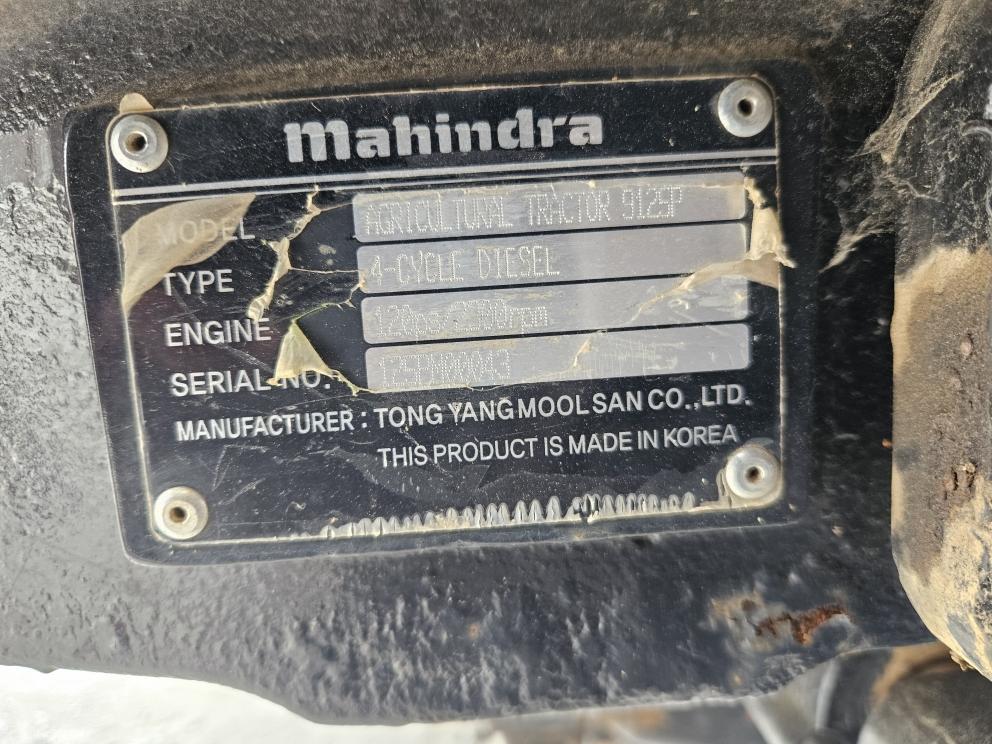 Mahindra
MODEL AGRICULTURAL TRACTOR 9125P
TYPE 4-CYCLE DIESEL
ENGINE
SERIAL NO.:
MANUFACTURER : TONG YANG MOOL SAN CO.,LTD.
THIS PRODUCT IS MADE IN KOREA